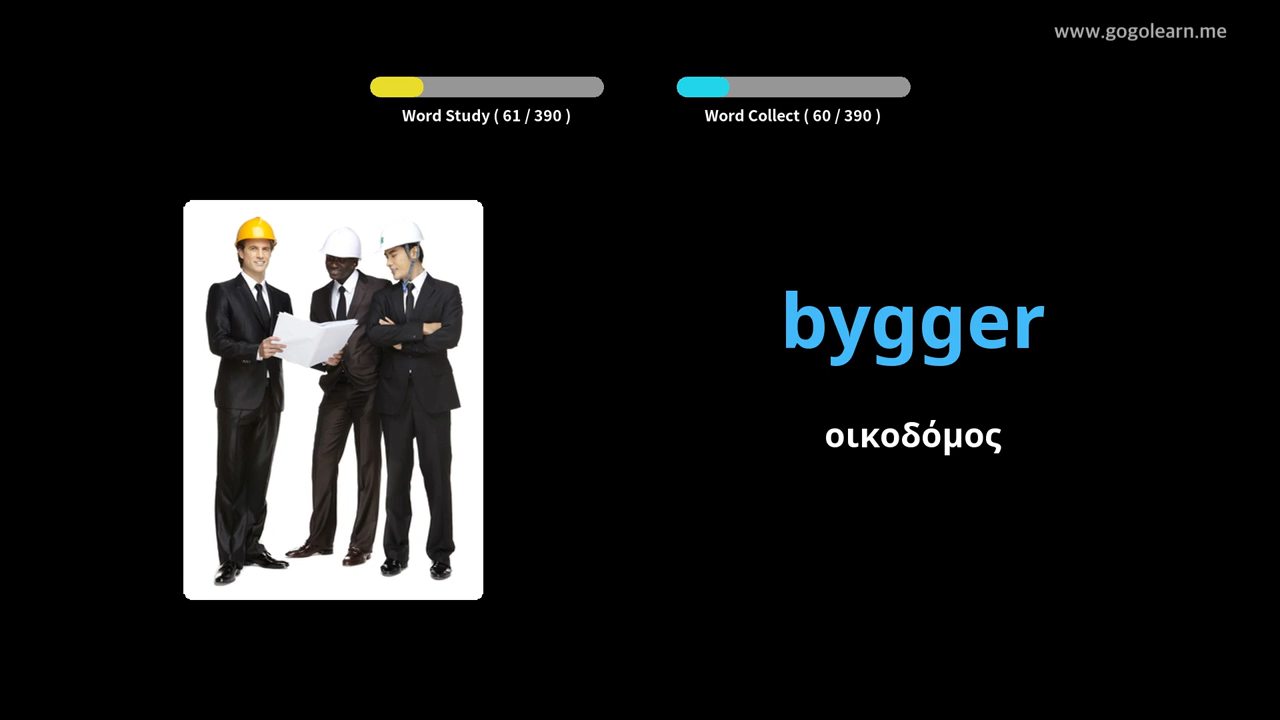 www.gogolearn.me
Word Study ( 61 / 390 )
Word Collect ( 60 / 390 )
bygger
οικοδόμος